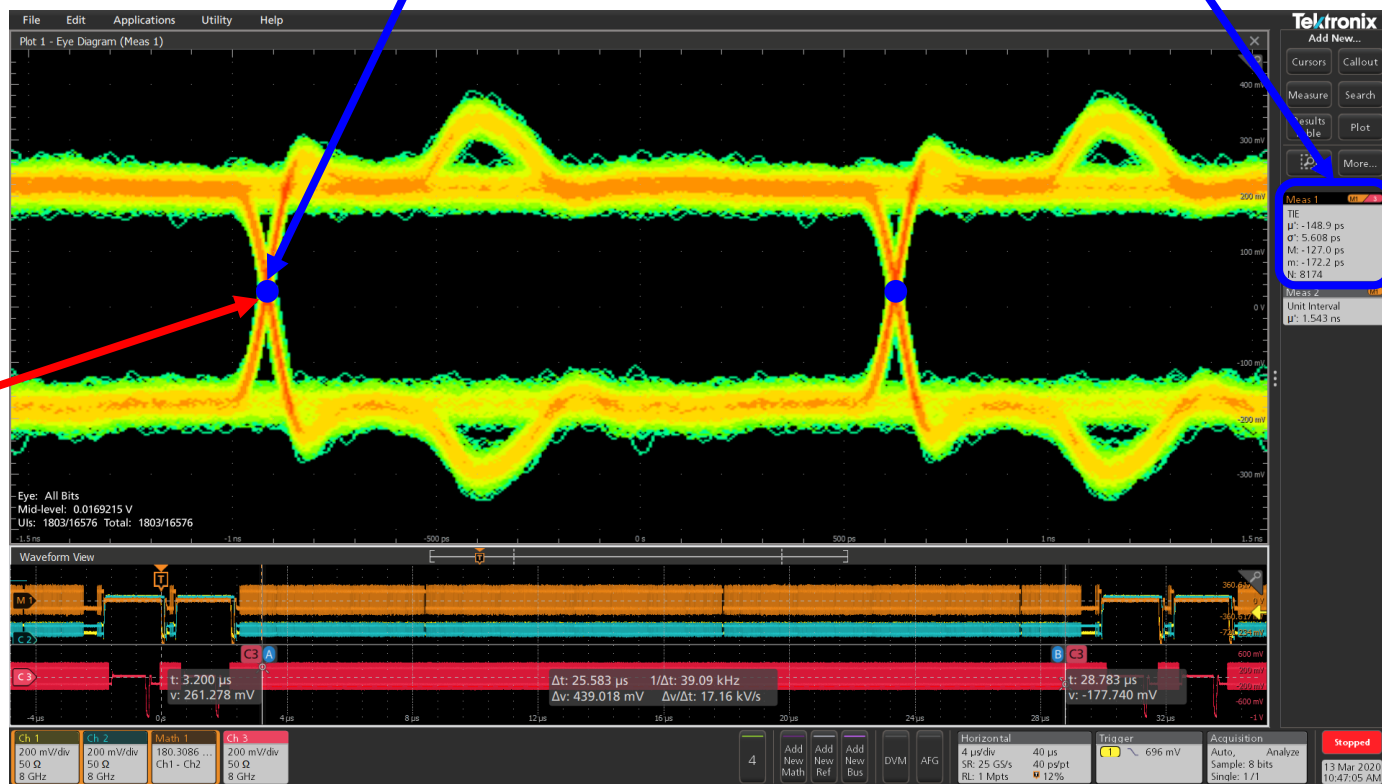 File Edit Applications Utility Help
Tektronix
Plot 1 - Eye Diagram (Meas 1)
Add New...
Cursors Callout
Measure Search
Plot
More...
400 mV
300 mV
200 mV
100 mV
0 V
-100 mV
-200 mV
-300 mV
Meas 1
TIE
µ': -148.9 ps
σ': 5.608 ps
M: -127.0 ps
m: -172.2 ps
N: 8174
Meas 2
Unit Interval
µ': 1.543 ns
Eye: All Bits
Mid-level: 0.0169215 V
UIs: 1803/16576 Total: 1803/16576
-1.5 ns -1 ns -500 ps 0 s 500 ps 1 ns 1.5 ns
Waveform View
T
T
M 1
C 2
C 3
C3 A
B C3
600 mV
200 mV
-200 mV
-600 mV
-1 V
t: 3.200 µs
v: 261.278 mV
Δt: 25.583 µs 1/Δt: 39.09 kHz
Δv: 439.018 mV Δv/Δt: 17.16 kV/s
t: 28.783 µs
v: -177.740 mV
-4 µs 0 s 4 µs 12 µs 16 µs 20 µs 24 µs 28 µs 32 µs
Ch 1
200 mV/div
50 Ω
8 GHz
Ch 2
200 mV/div
50 Ω
8 GHz
Math 1
180.3086 ...
Ch1 - Ch2
Ch 3
200 mV/div
50 Ω
8 GHz
4
Add New Math
Add New Ref
Add New Bus
DVM
AFG
Horizontal
4 µs/div 40 µs
SR: 25 GS/s 40 ps/pt
RL: 1 Mpts 12%
Trigger
1 696 mV
Acquisition
Auto, Analyze
Sample: 8 bits
Single: 1/1
Stopped
13 Mar 2020
10:47:05 AM